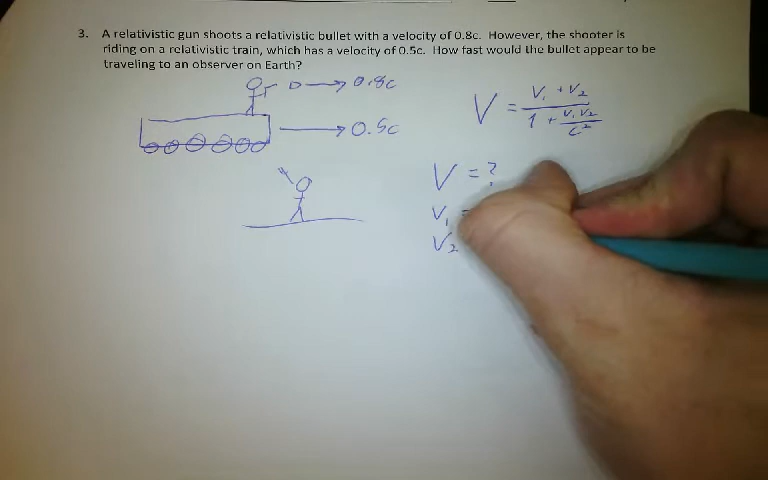 3. A relativistic gun shoots a relativistic bullet with a velocity of 0.8c. However, the shooter is
riding on a relativistic train, which has a velocity of 0.5c. How fast would the bullet appear to be
traveling to an observer on Earth?
0.8c
0.5c
V = (V₁ + V₂) / (1 + V₁V₂/c²)
V = ?
V₁ =
V₂